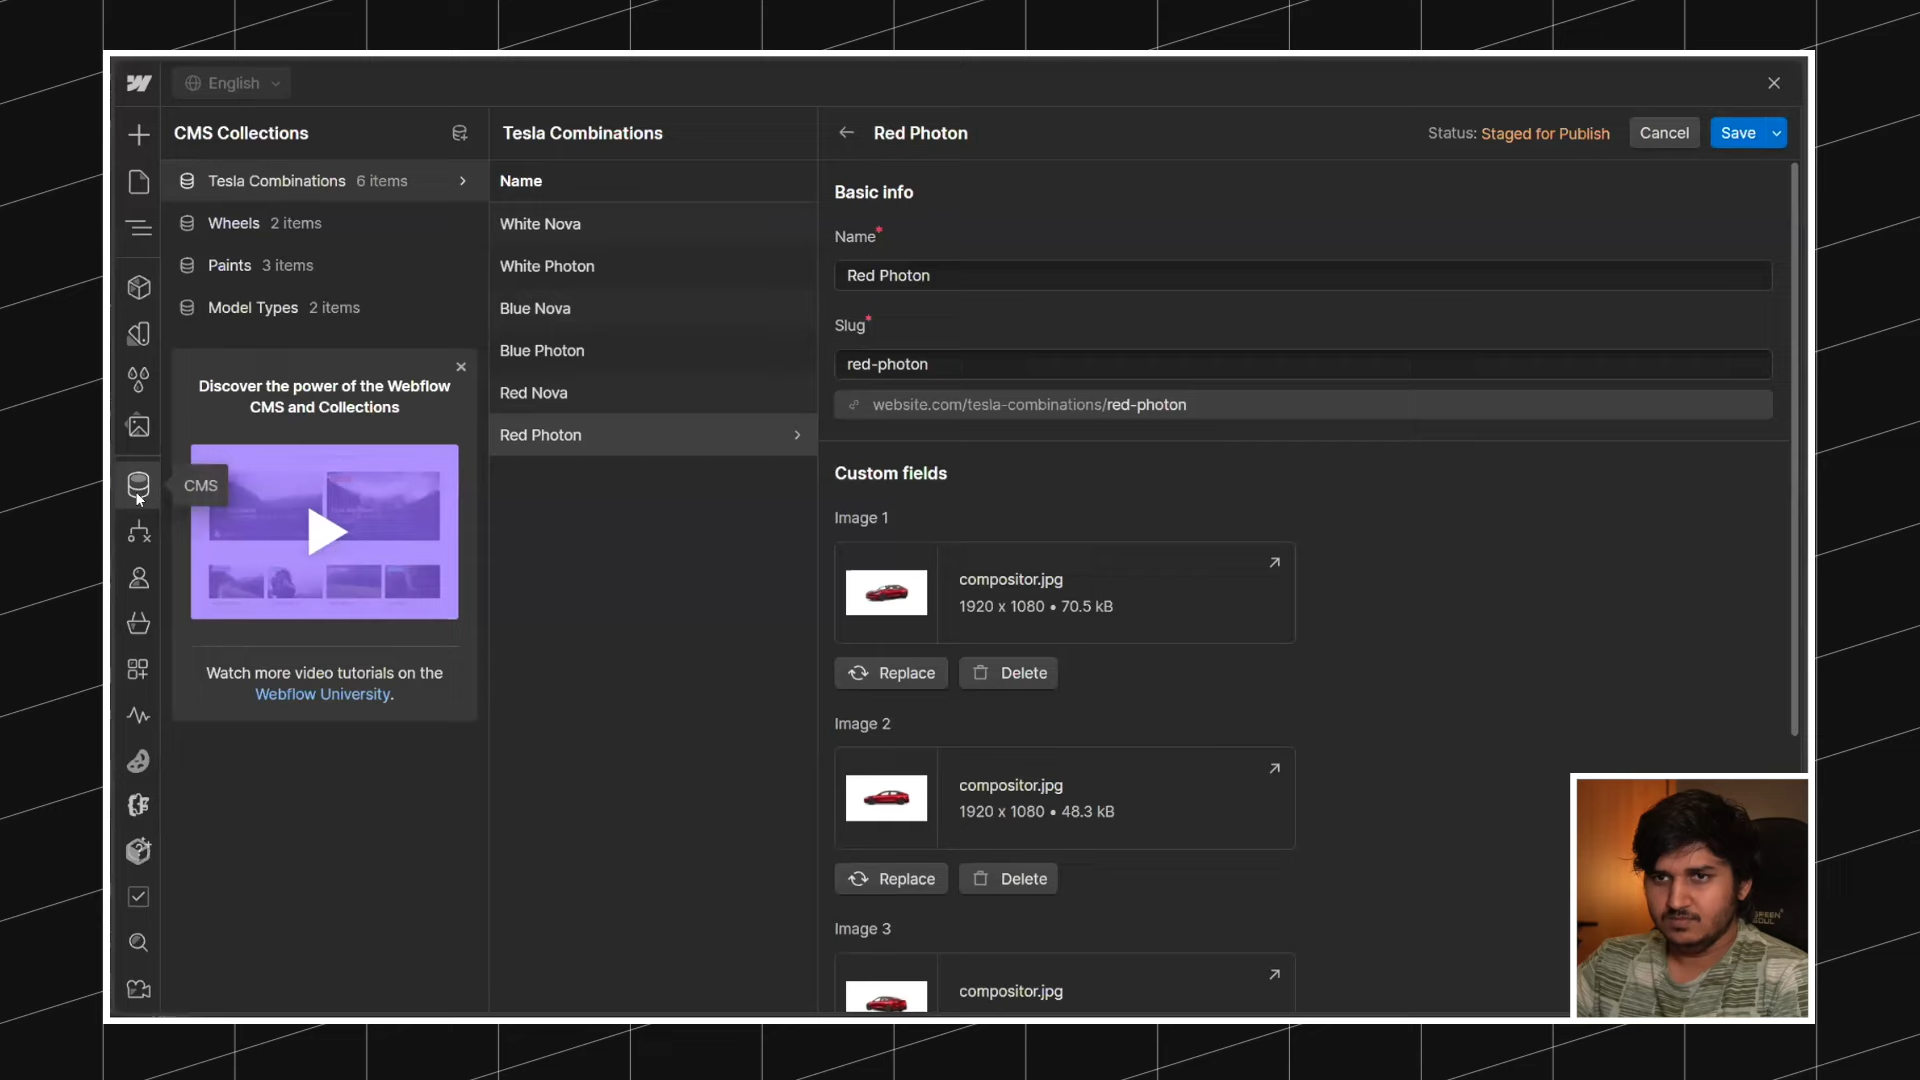 English
CMS Collections
Tesla Combinations 6 items
Wheels 2 items
Paints 3 items
Model Types 2 items
Discover the power of the Webflow
CMS and Collections
CMS
Watch more video tutorials on the
Webflow University.
Tesla Combinations
Name
White Nova
White Photon
Blue Nova
Blue Photon
Red Nova
Red Photon
Red Photon
Status: Staged for Publish
Cancel
Save
Basic info
Name*
Red Photon
Slug*
red-photon
website.com/tesla-combinations/red-photon
Custom fields
Image 1
compositor.jpg
1920 x 1080 • 70.5 kB
Replace
Delete
Image 2
compositor.jpg
1920 x 1080 • 48.3 kB
Replace
Delete
Image 3
compositor.jpg
GREEN
SOUL